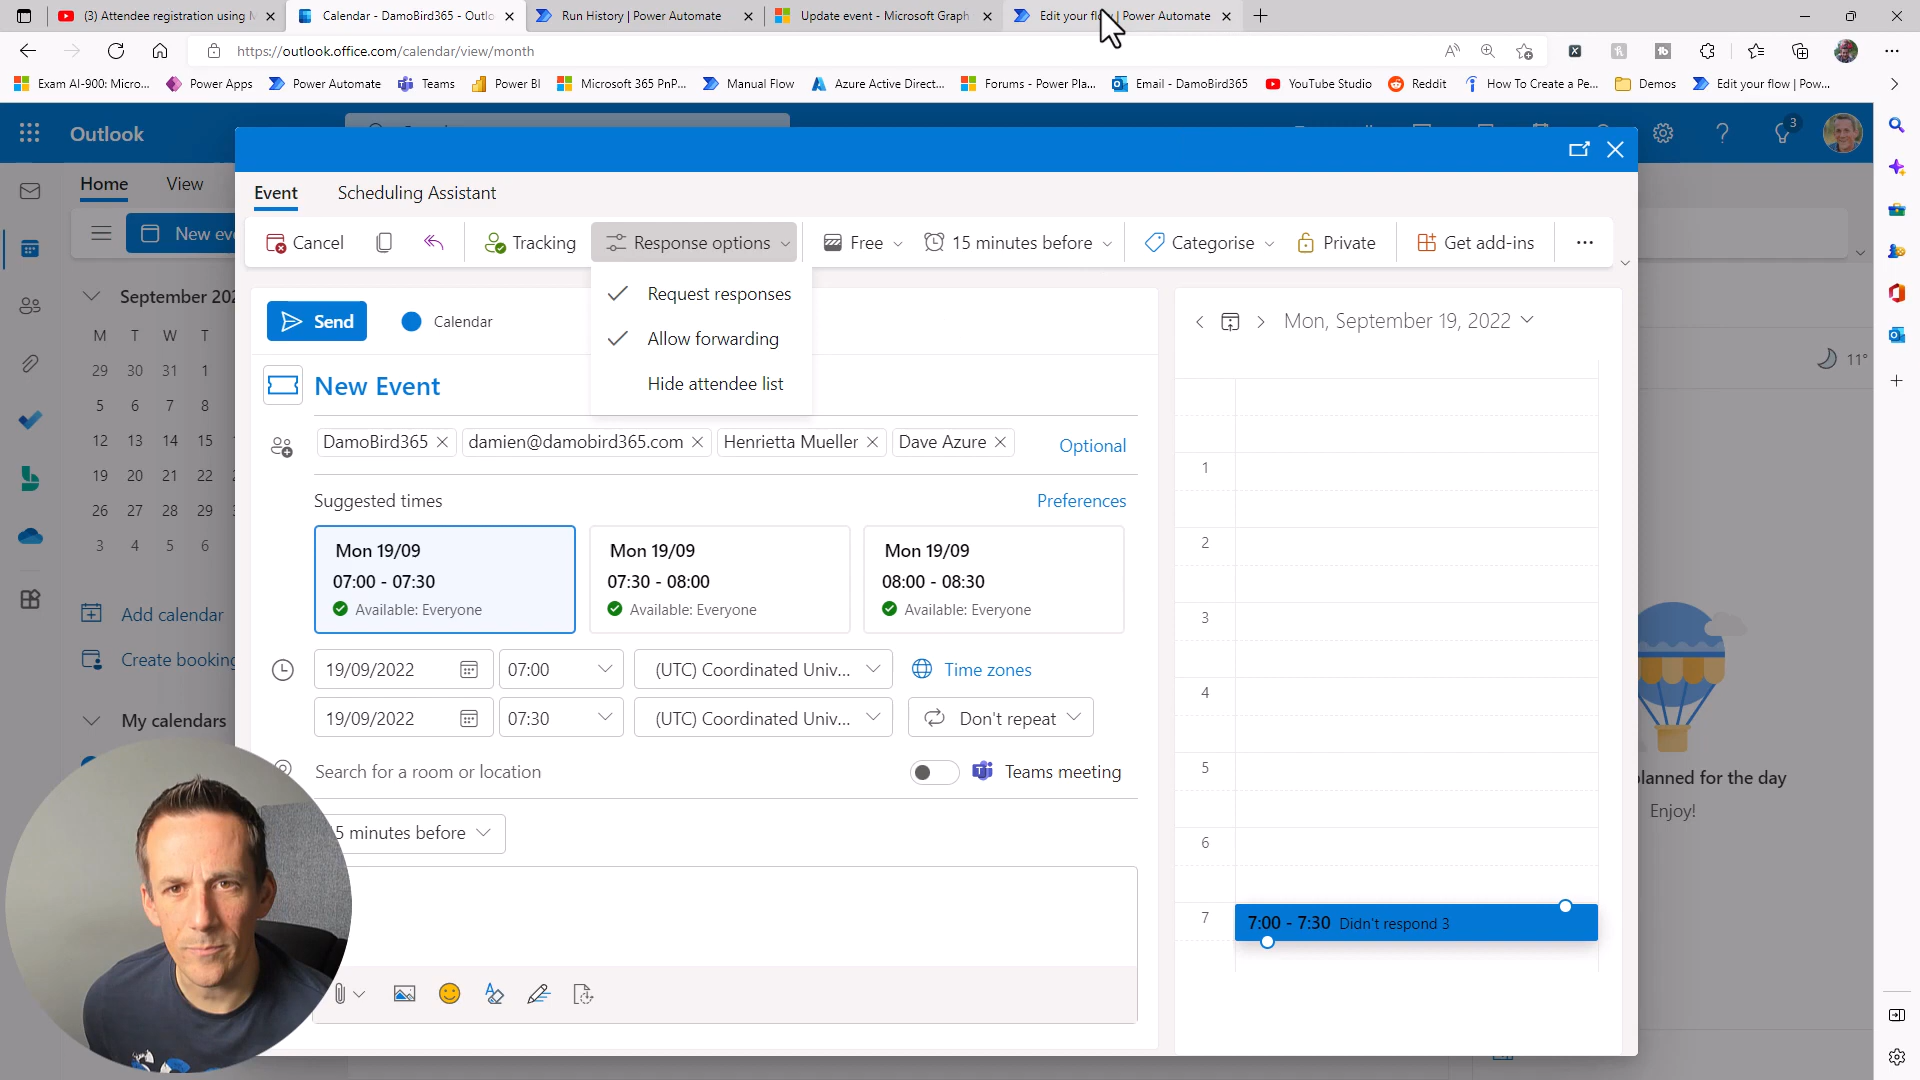 (3) Attendee registration using M
Calendar - DamoBird365 - Outlo
Run History | Power Automate
Update event - Microsoft Graph
Edit your flow | Power Automate
https://outlook.office.com/calendar/view/month
Exam AI-900: Micro...
Power Apps
Power Automate
Teams
Power BI
Microsoft 365 PnP...
Manual Flow
Azure Active Direct...
Forums - Power Pla...
Email - DamoBird365
YouTube Studio
Reddit
How To Create a Pe...
Demos
Edit your flow | Pow...
Outlook
3
Home
View
Event
Scheduling Assistant
New eve
Cancel
Tracking
Response options
Free
15 minutes before
Categorise
Private
Get add-ins
Request responses
Allow forwarding
Hide attendee list
September 202
M T W T
29 30 31 1
5 6 7 8
12 13 14 15
19 20 21 22
26 27 28 29
3 4 5 6
Add calendar
Create booking
My calendars
Send
Calendar
New Event
DamoBird365
damien@damobird365.com
Henrietta Mueller
Dave Azure
Optional
Suggested times
Preferences
Mon 19/09
07:00 - 07:30
Available: Everyone
Mon 19/09
07:30 - 08:00
Available: Everyone
Mon 19/09
08:00 - 08:30
Available: Everyone
19/09/2022
07:00
(UTC) Coordinated Univ...
Time zones
19/09/2022
07:30
(UTC) Coordinated Univ...
Don't repeat
Search for a room or location
Teams meeting
5 minutes before
Mon, September 19, 2022
1
2
3
4
5
6
7
7:00 - 7:30 Didn't respond 3
11°
lanned for the day
Enjoy!